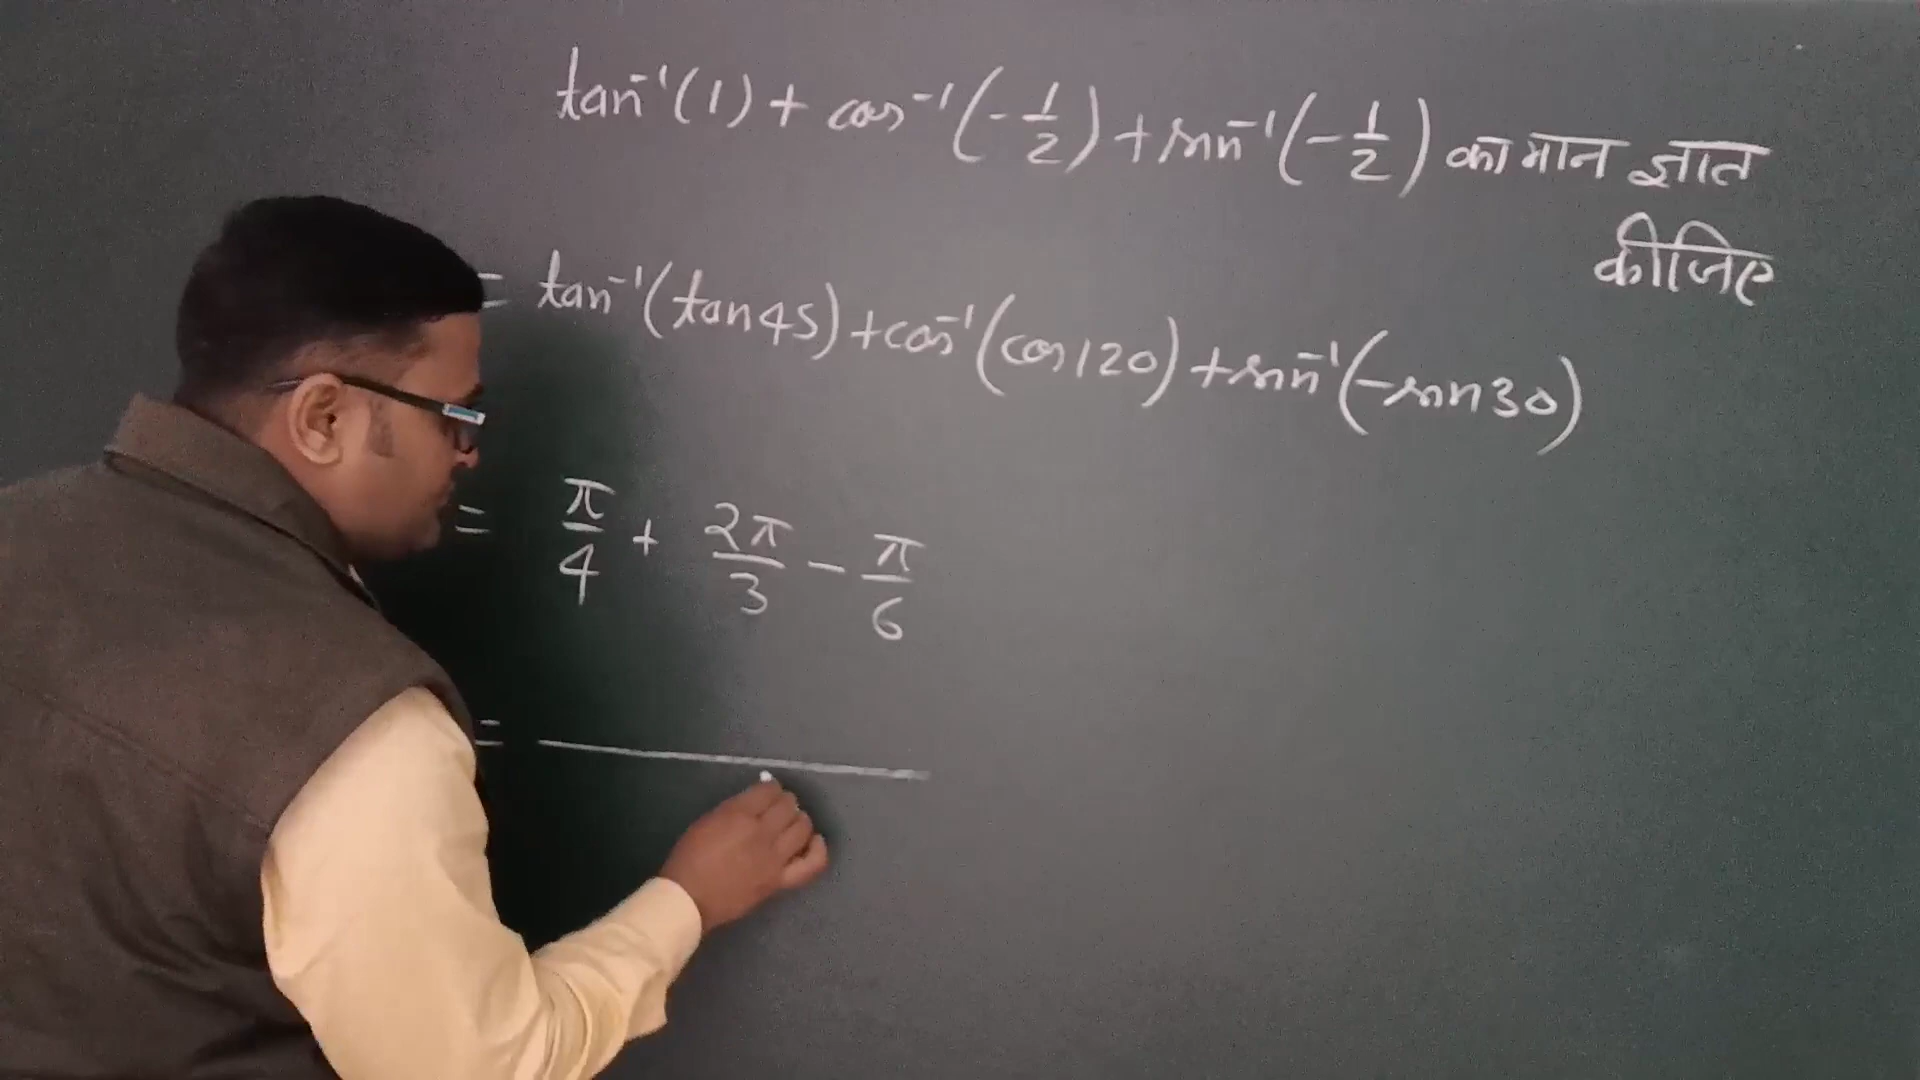 tan⁻¹(1) + cos⁻¹(-1/2) + sin⁻¹(-1/2) का मान ज्ञात
कीजिए
= tan⁻¹(tan45) + cos⁻¹(cos120) + sin⁻¹(-sin30)
= π/4 + 2π/3 - π/6
=